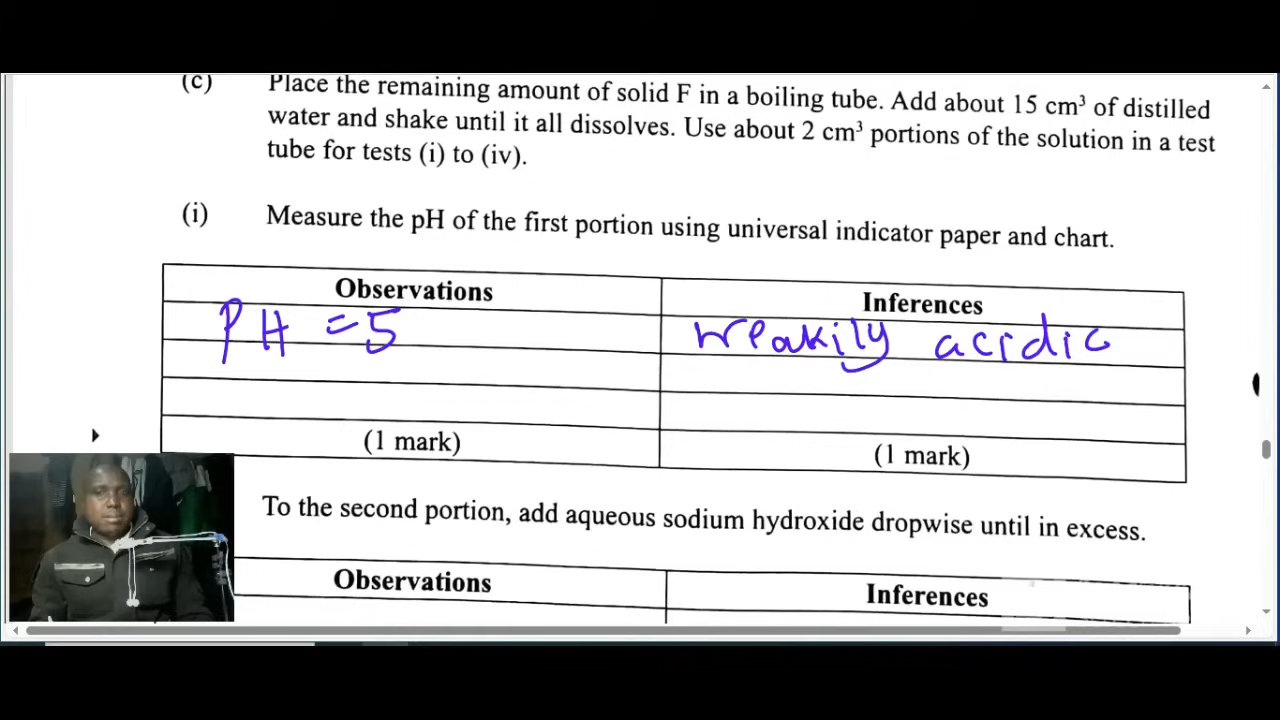 (c) Place the remaining amount of solid F in a boiling tube. Add about 15 cm³ of distilled
water and shake until it all dissolves. Use about 2 cm³ portions of the solution in a test
tube for tests (i) to (iv).
(i) Measure the pH of the first portion using universal indicator paper and chart.
Observations Inferences
PH = 5 weakily acidic
(1 mark) (1 mark)
To the second portion, add aqueous sodium hydroxide dropwise until in excess.
Observations Inferences